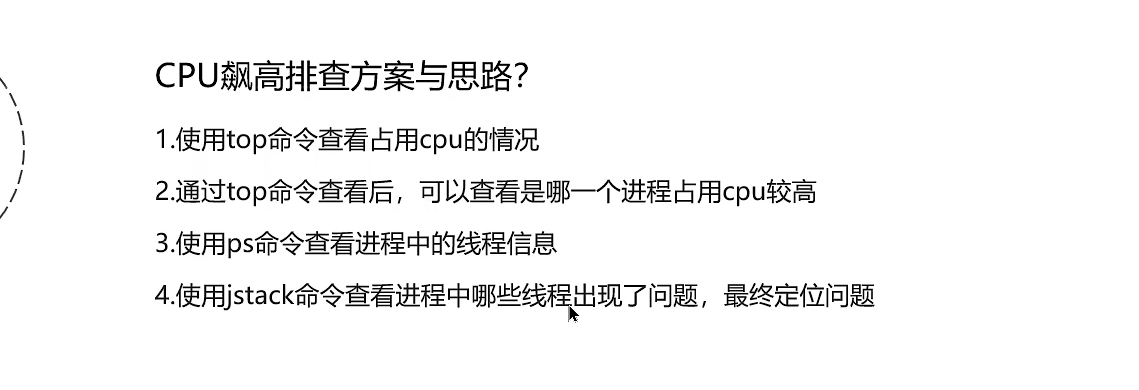 CPU飙高排查方案与思路？
1.使用top命令查看占用cpu的情况
2.通过top命令查看后，可以查看是哪一个进程占用cpu较高
3.使用ps命令查看进程中的线程信息
4.使用jstack命令查看进程中哪些线程出现了问题，最终定位问题